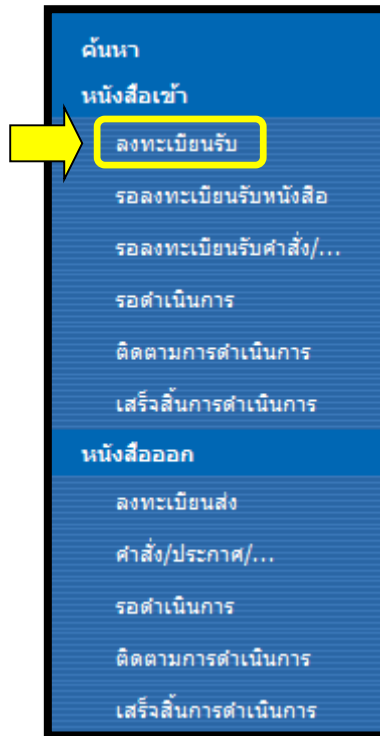 ค้นหา
หนังสือเข้า
ลงทะเบียนรับ
รอลงทะเบียนรับหนังสือ
รอลงทะเบียนรับคำสั่ง/...
รอดำเนินการ
ติดตามการดำเนินการ
เสร็จสิ้นการดำเนินการ
หนังสือออก
ลงทะเบียนส่ง
คำสั่ง/ประกาศ/...
รอดำเนินการ
ติดตามการดำเนินการ
เสร็จสิ้นการดำเนินการ